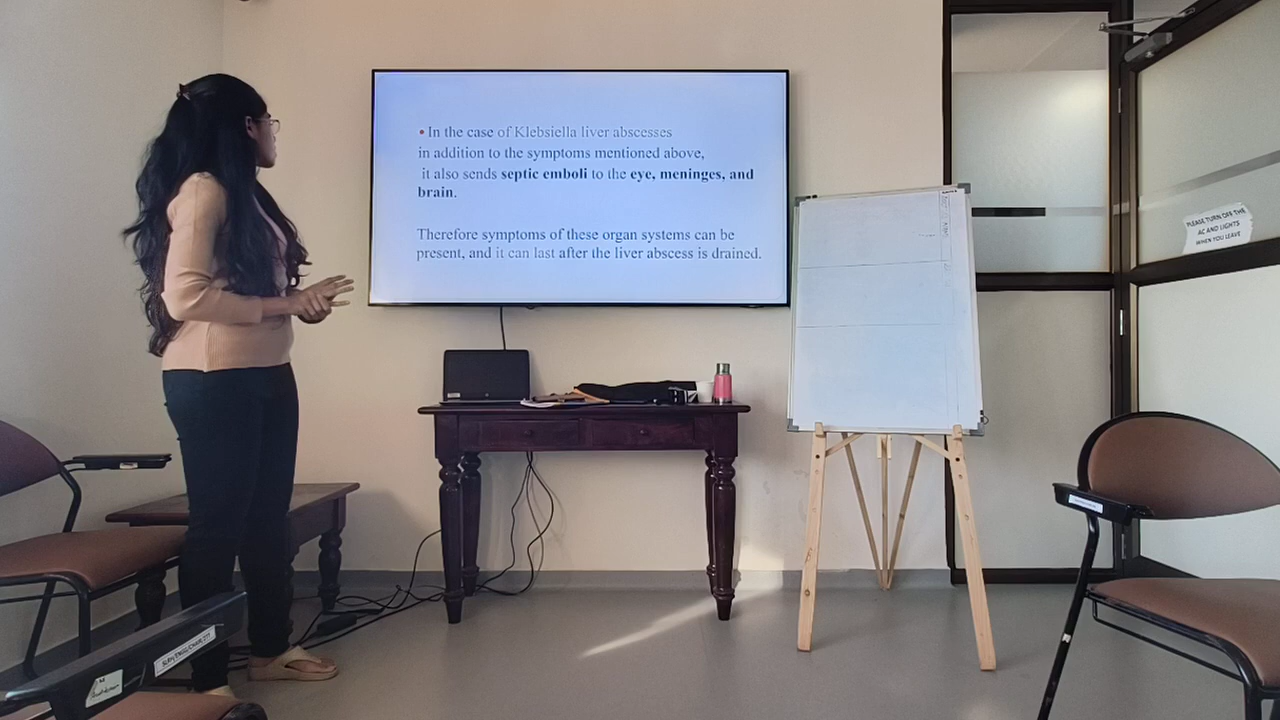 • In the case of Klebsiella liver abscesses
in addition to the symptoms mentioned above,
it also sends septic emboli to the eye, meninges, and
brain.
Therefore symptoms of these organ systems can be
present, and it can last after the liver abscess is drained.
PLEASE TURN OFF THE
AC AND LIGHTS
WHEN YOU LEAVE